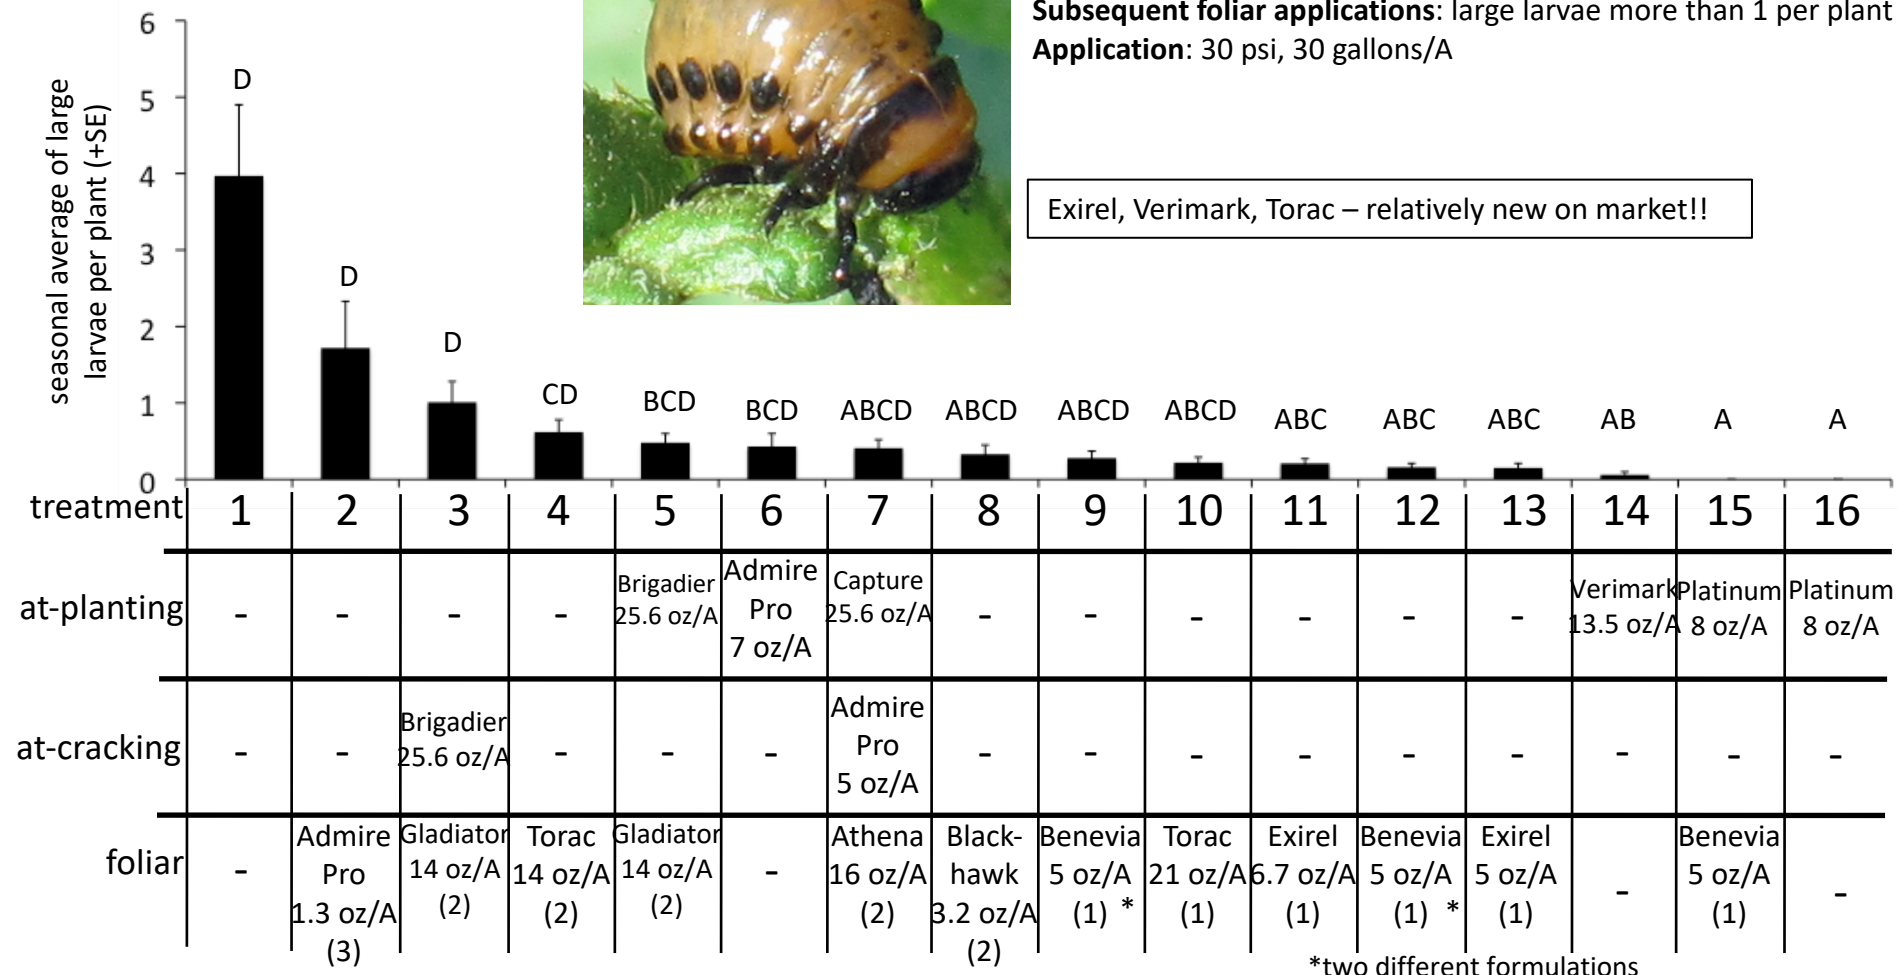 Subsequent foliar applications: large larvae more than 1 per plant
Application: 30 psi, 30 gallons/A
Exirel, Verimark, Torac – relatively new on market!!
seasonal average of large
larvae per plant (+SE)
6
5
4
3
2
1
0
D
D
D
CD
BCD
BCD
ABCD
ABCD
ABCD
ABCD
ABC
ABC
ABC
AB
A
A
treatment 1 2 3 4 5 6 7 8 9 10 11 12 13 14 15 16
at-planting
-
-
-
-
Brigadier
25.6 oz/A
Admire
Pro
7 oz/A
Capture
25.6 oz/A
-
-
-
-
-
-
Verimark
13.5 oz/A
Platinum
8 oz/A
Platinum
8 oz/A
at-cracking
-
-
Brigadier
25.6 oz/A
-
-
-
Admire
Pro
5 oz/A
-
-
-
-
-
-
-
-
-
foliar
-
Admire
Pro
1.3 oz/A
(3)
Gladiator
14 oz/A
(2)
Torac
14 oz/A
(2)
Gladiator
14 oz/A
(2)
-
Athena
16 oz/A
(2)
Black-
hawk
3.2 oz/A
(2)
Benevia
5 oz/A
(1) *
Torac
21 oz/A
(1)
Exirel
6.7 oz/A
(1)
Benevia
5 oz/A
(1) *
Exirel
5 oz/A
(1)
-
Benevia
5 oz/A
(1)
-
*two different formulations